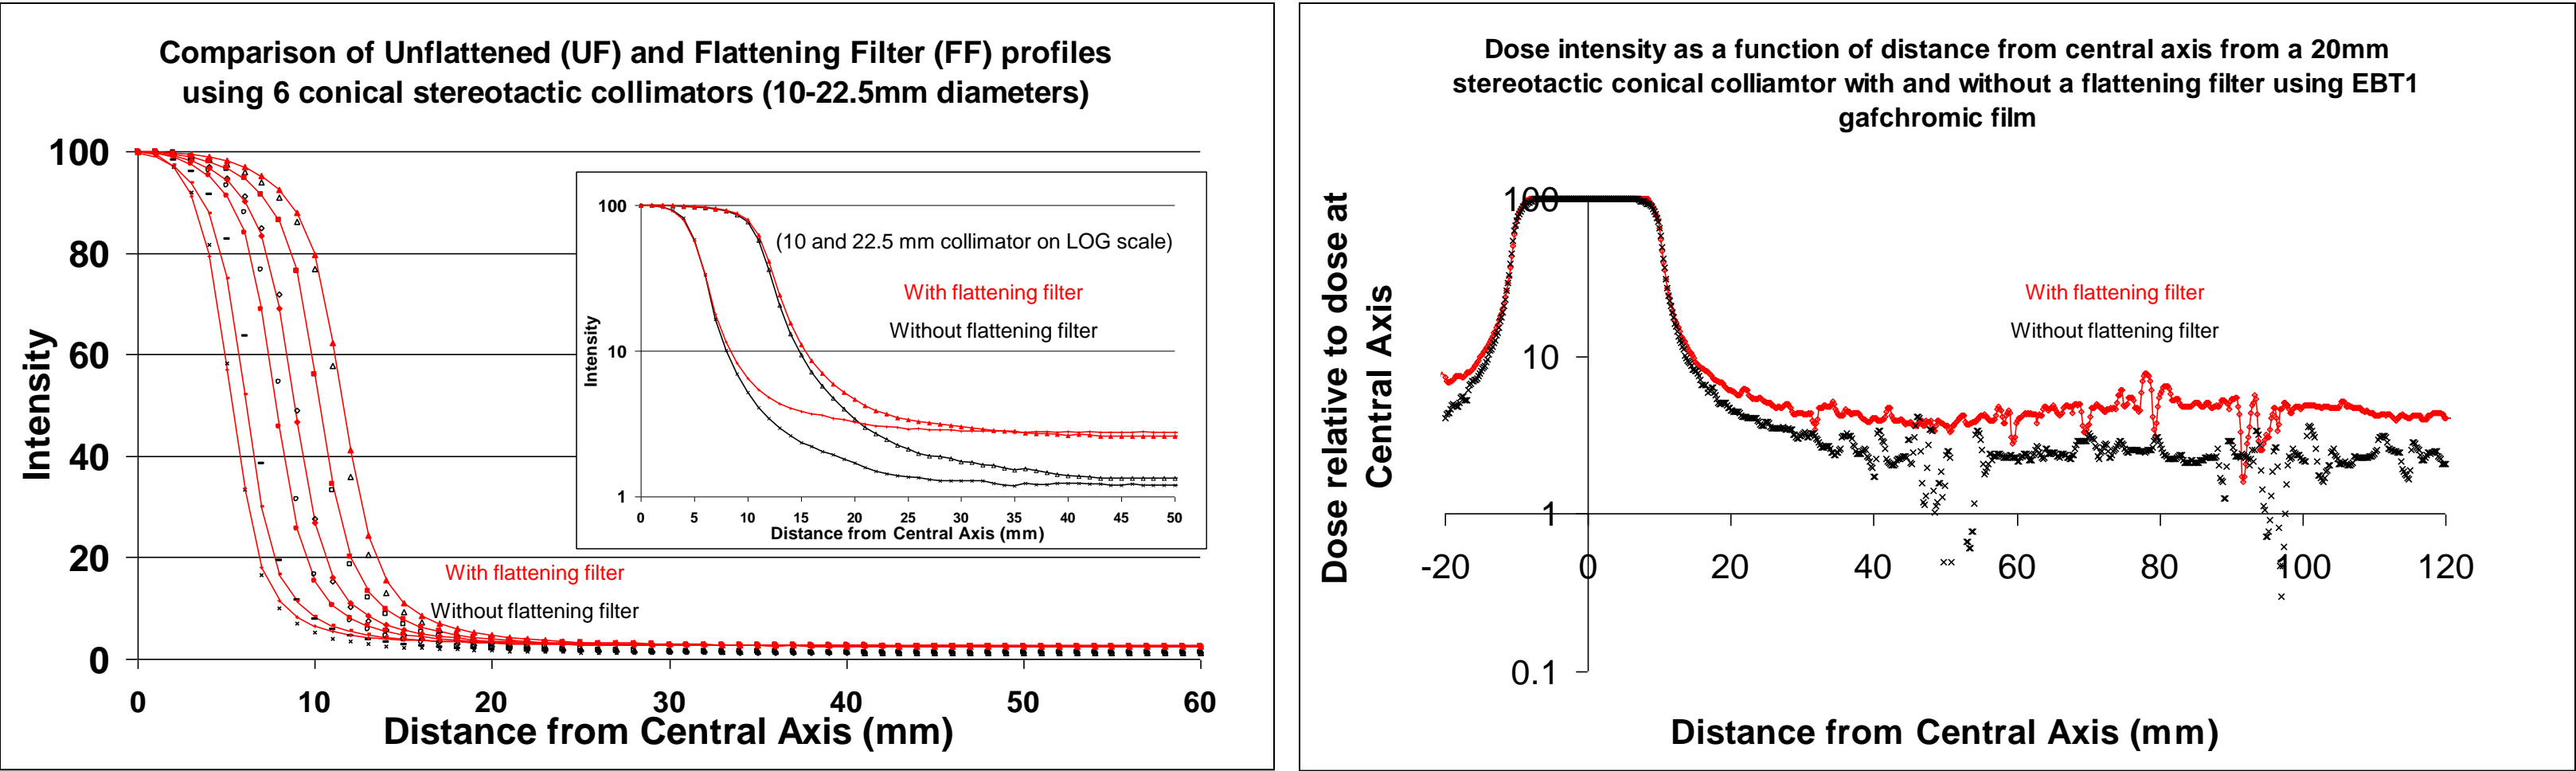 Comparison of Unflattened (UF) and Flattening Filter (FF) profiles
using 6 conical stereotactic collimators (10-22.5mm diameters)
100
80
60
40
20
0
Intensity
0 10 20 30 40 50 60
Distance from Central Axis (mm)
With flattening filter
Without flattening filter
100
10
1
Intensity
(10 and 22.5 mm collimator on LOG scale)
With flattening filter
Without flattening filter
0 5 10 15 20 25 30 35 40 45 50
Distance from Central Axis (mm)
Dose intensity as a function of distance from central axis from a 20mm
stereotactic conical colliamtor with and without a flattening filter using EBT1
gafchromic film
Dose relative to dose at
Central Axis
100
10
1
0.1
With flattening filter
Without flattening filter
-20 0 20 40 60 80 100 120
Distance from Central Axis (mm)